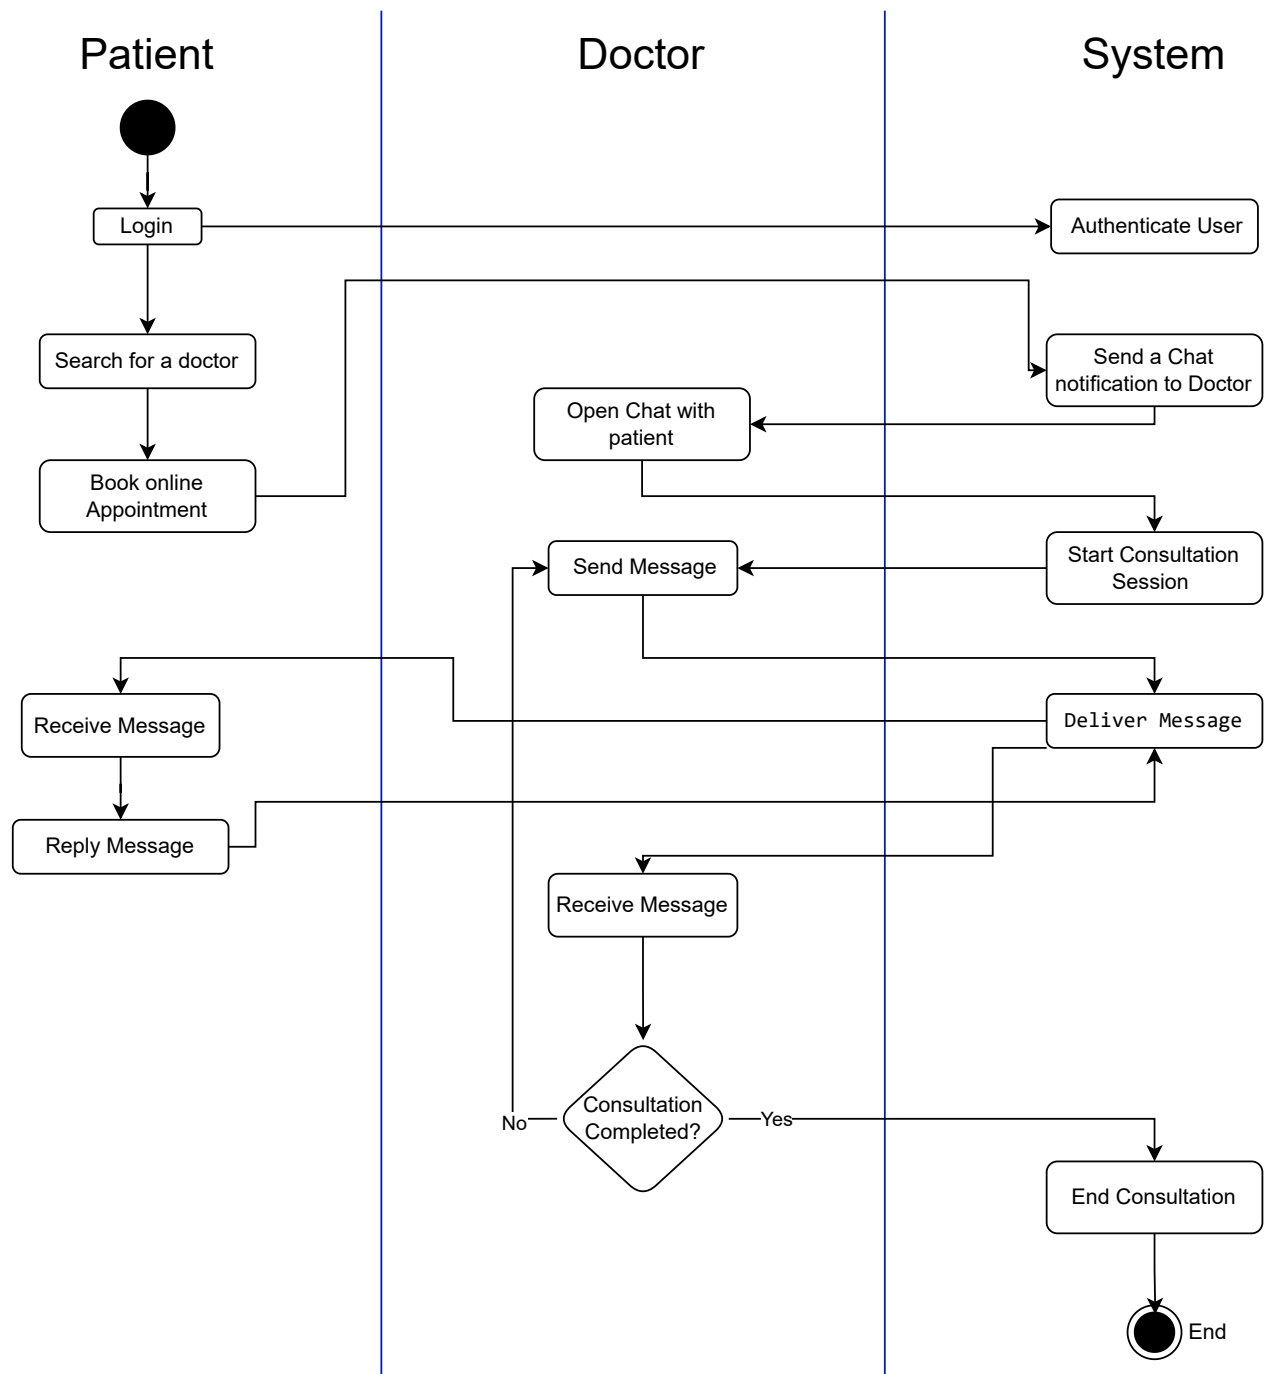 Patient
Doctor
System
Login
Authenticate User
Search for a doctor
Send a Chat
notification to Doctor
Open Chat with
patient
Book online
Appointment
Send Message
Start Consultation
Session
Receive Message
Deliver Message
Reply Message
Receive Message
Consultation
Completed?
No
Yes
End Consultation
End